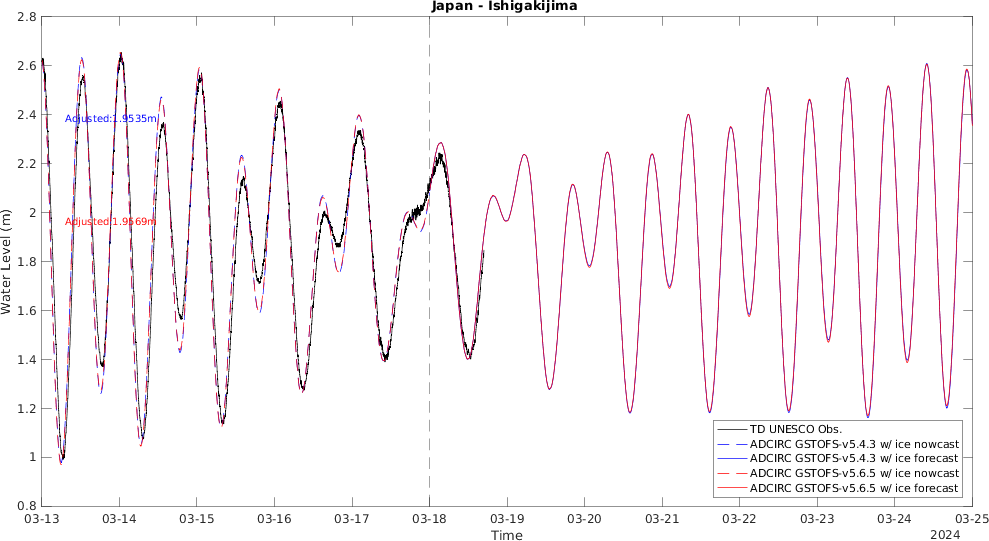 Japan - Ishigakijima
2.8
2.6
2.4
2.2
2
1.8
1.6
1.4
1.2
1
0.8
Water Level (m)
Adjusted:1.9535m
Adjusted:1.9569m
TD UNESCO Obs.
ADCIRC GSTOFS-v5.4.3 w/ ice nowcast
ADCIRC GSTOFS-v5.4.3 w/ ice forecast
ADCIRC GSTOFS-v5.6.5 w/ ice nowcast
ADCIRC GSTOFS-v5.6.5 w/ ice forecast
03-13 03-14 03-15 03-16 03-17 03-18 03-19 03-20 03-21 03-22 03-23 03-24 03-25
Time
2024